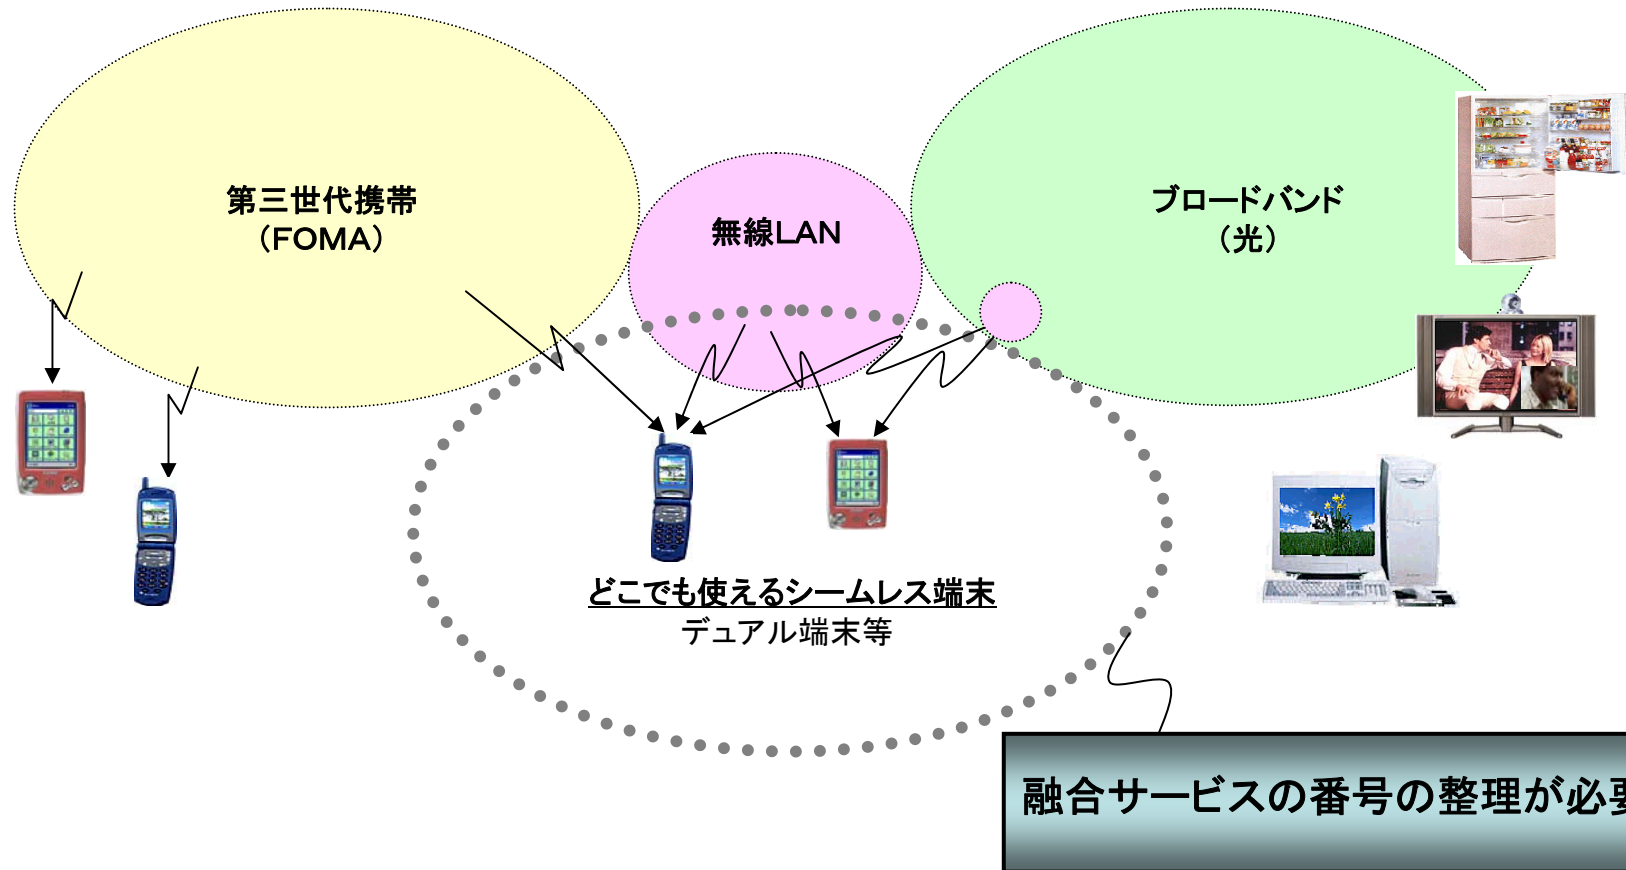 第三世代携帯
（FOMA）
無線LAN
ブロードバンド
（光）
どこでも使えるシームレス端末
デュアル端末等
融合サービスの番号の整理が必要